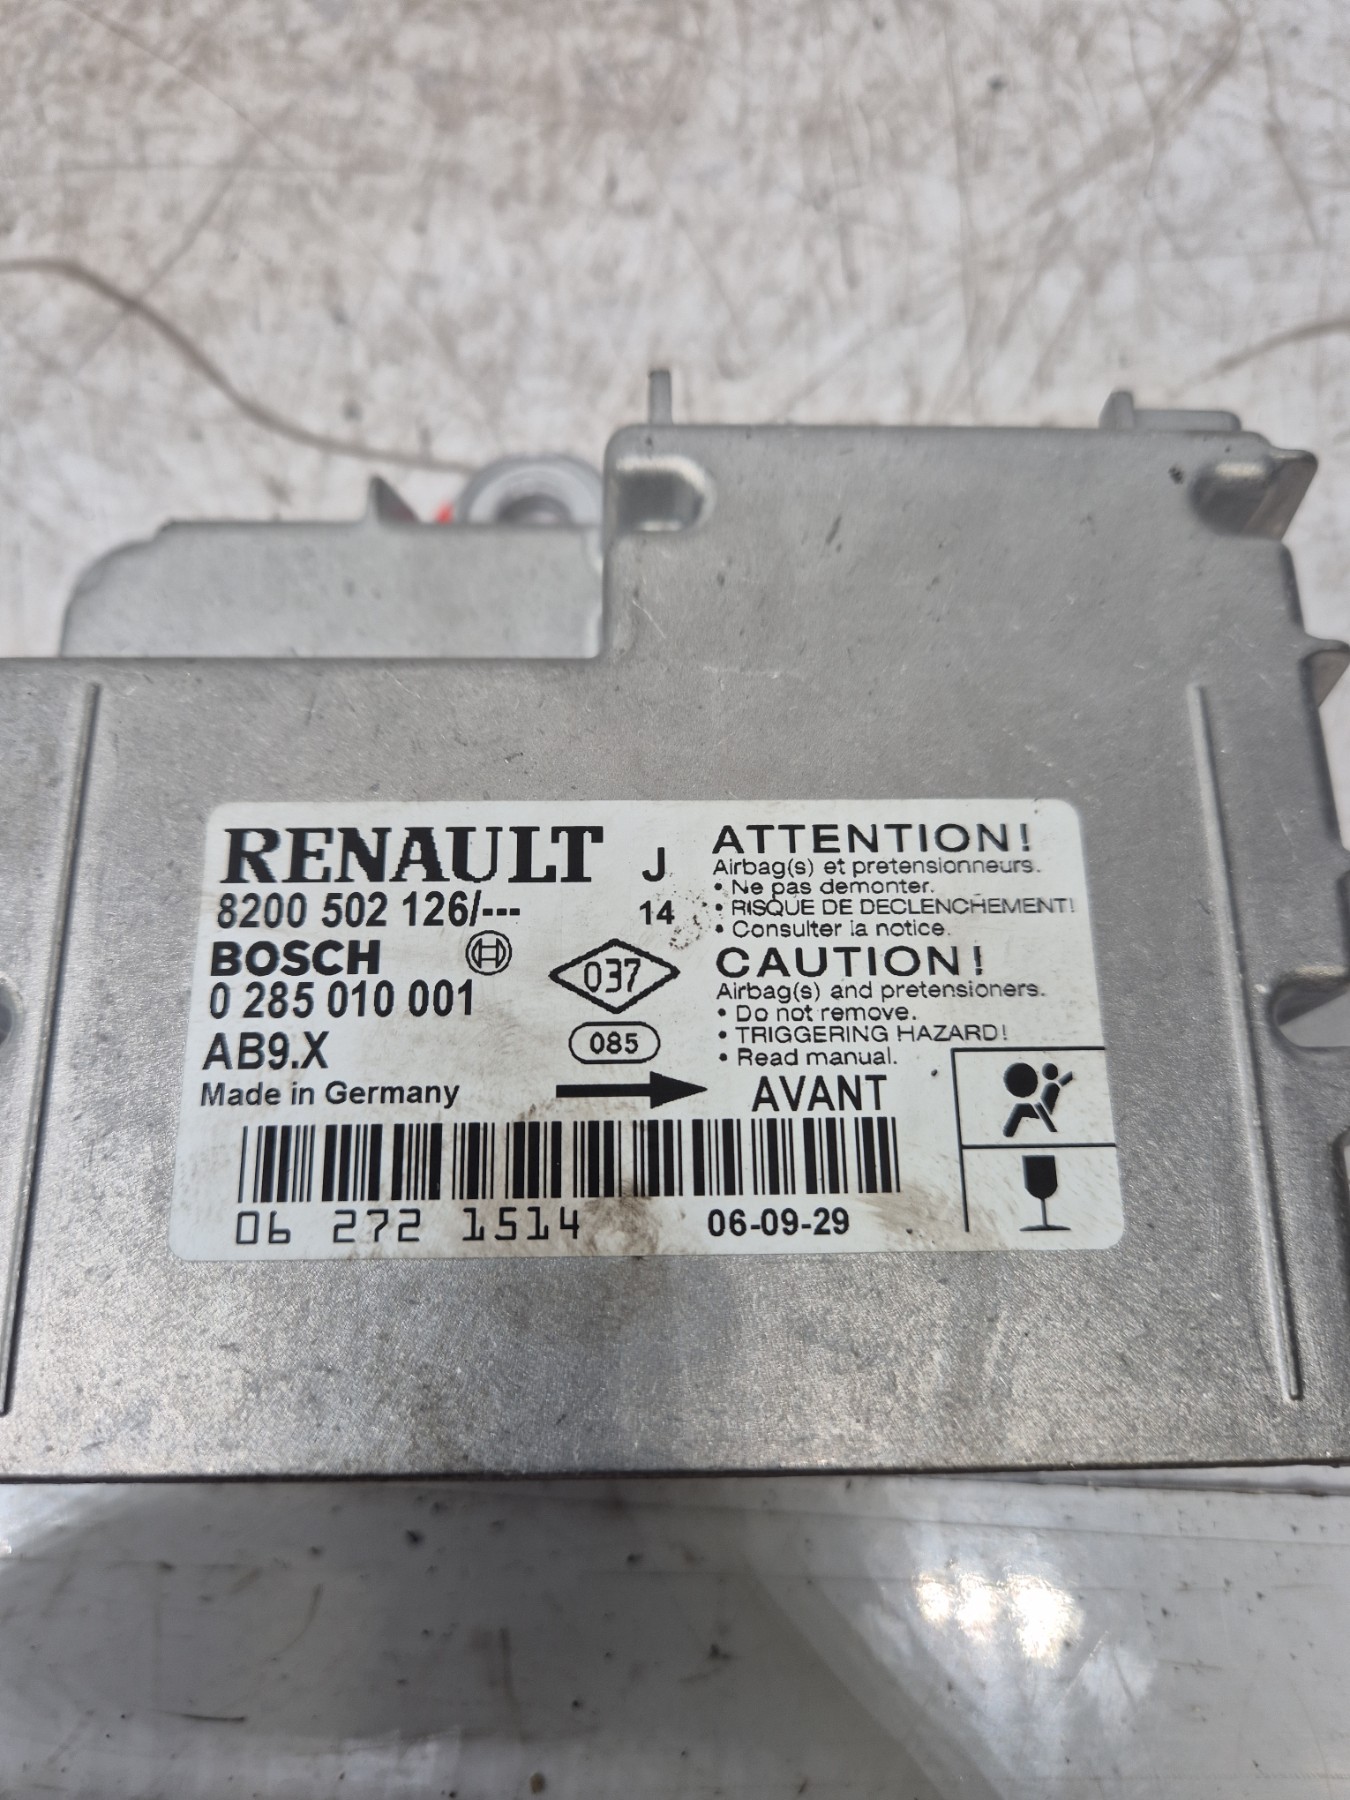 RENAULT J
8200 502 126/--- 14
BOSCH
0 285 010 001
AB9.X
Made in Germany
037
085
ATTENTION!
Airbag(s) et pretensionneurs.
• Ne pas demonter.
• RISQUE DE DECLENCHEMENT!
• Consulter la notice.
CAUTION!
Airbag(s) and pretensioners.
• Do not remove.
• TRIGGERING HAZARD!
• Read manual.
AVANT
06 272 1514 06-09-29